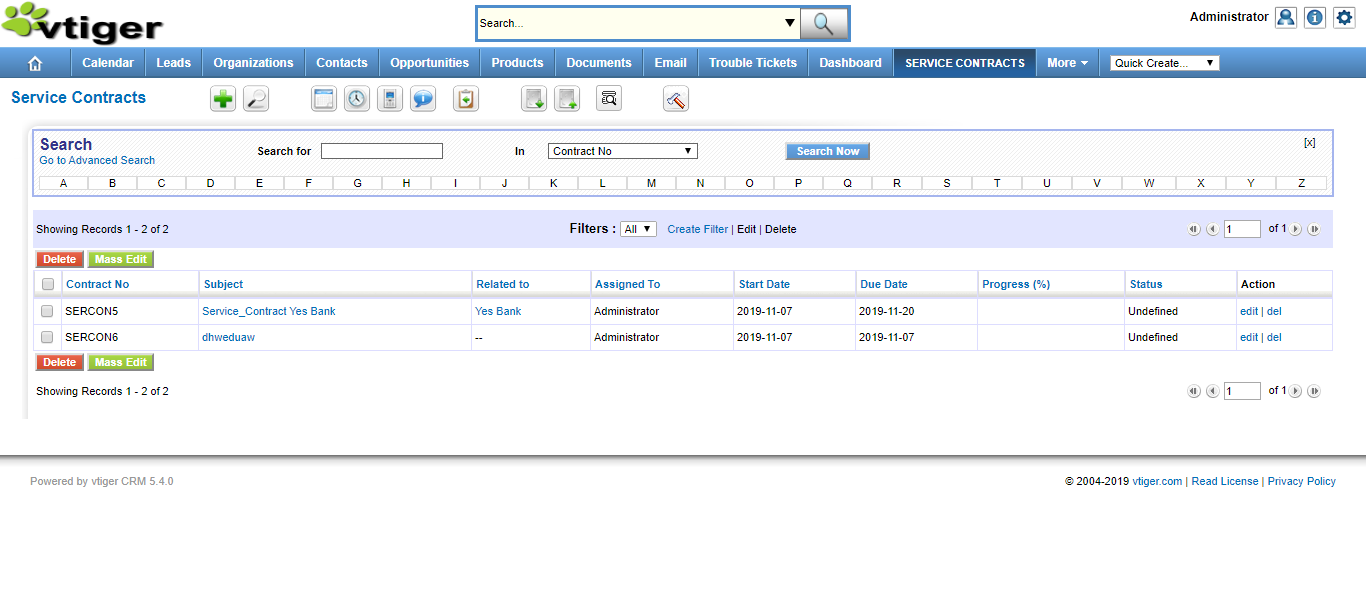 vtiger
Search...
Administrator
Calendar Leads Organizations Contacts Opportunities Products Documents Email Trouble Tickets Dashboard SERVICE CONTRACTS More Quick Create...
Service Contracts
Search
Go to Advanced Search
Search for In Contract No Search Now [x]
A B C D E F G H I J K L M N O P Q R S T U V W X Y Z
Showing Records 1 - 2 of 2 Filters : All Create Filter | Edit | Delete 1 of 1
Delete Mass Edit
Contract No Subject Related to Assigned To Start Date Due Date Progress (%) Status Action
SERCON5 Service_Contract Yes Bank Yes Bank Administrator 2019-11-07 2019-11-20 Undefined edit | del
SERCON6 dhweduaw -- Administrator 2019-11-07 2019-11-07 Undefined edit | del
Delete Mass Edit
Showing Records 1 - 2 of 2 1 of 1
Powered by vtiger CRM 5.4.0 © 2004-2019 vtiger.com | Read License | Privacy Policy